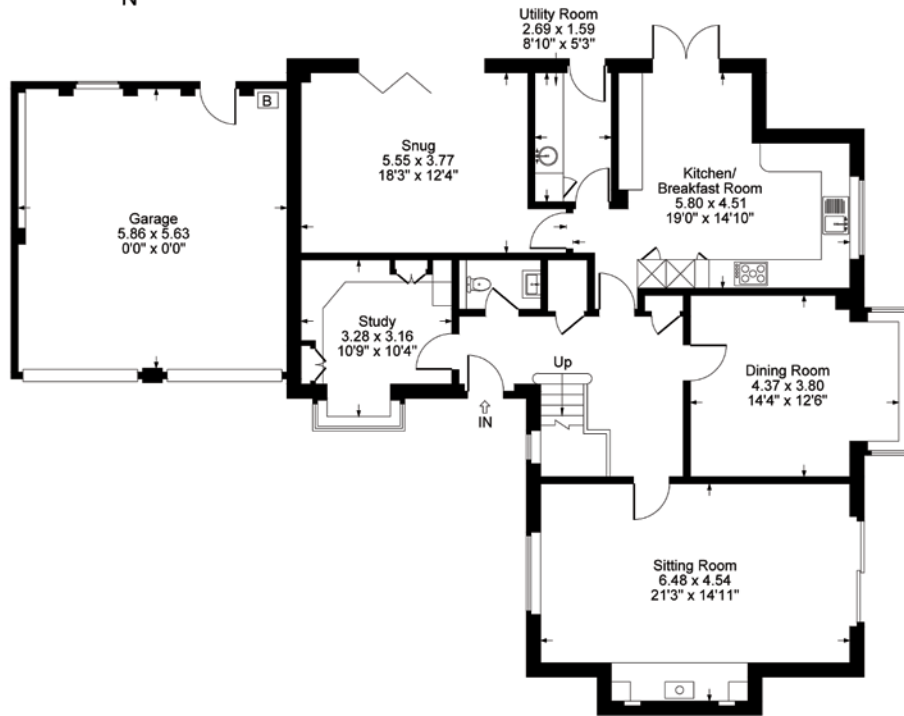 N
Utility Room
2.69 x 1.59
8'10" x 5'3"
B
Snug
5.55 x 3.77
18'3" x 12'4"
Kitchen/
Breakfast Room
5.80 x 4.51
19'0" x 14'10"
Garage
5.86 x 5.63
0'0" x 0'0"
Study
3.28 x 3.16
10'9" x 10'4"
Up
Dining Room
4.37 x 3.80
14'4" x 12'6"
IN
Sitting Room
6.48 x 4.54
21'3" x 14'11"